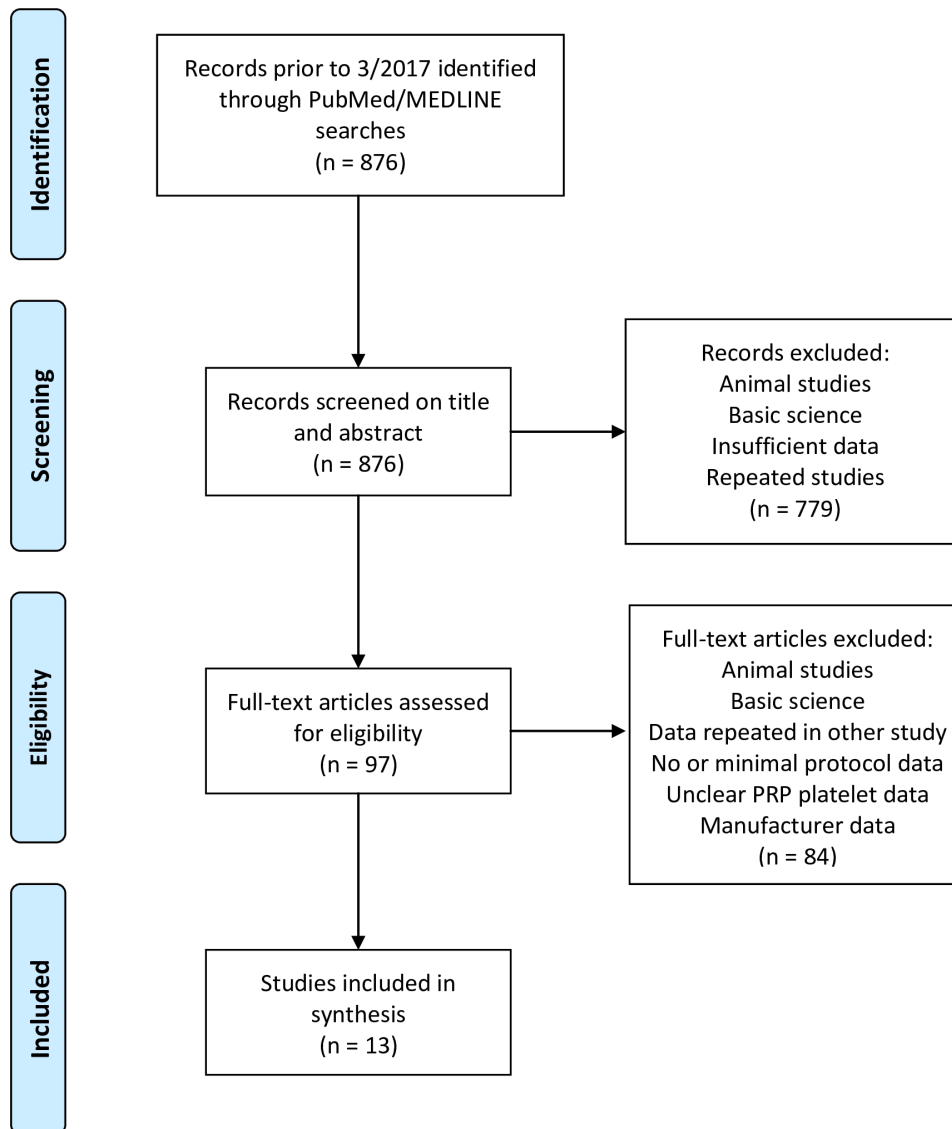 Identification
Records prior to 3/2017 identified
through PubMed/MEDLINE
searches
(n = 876)
Screening
Records screened on title
and abstract
(n = 876)
Records excluded:
Animal studies
Basic science
Insufficient data
Repeated studies
(n = 779)
Eligibility
Full-text articles assessed
for eligibility
(n = 97)
Full-text articles excluded:
Animal studies
Basic science
Data repeated in other study
No or minimal protocol data
Unclear PRP platelet data
Manufacturer data
(n = 84)
Included
Studies included in
synthesis
(n = 13)